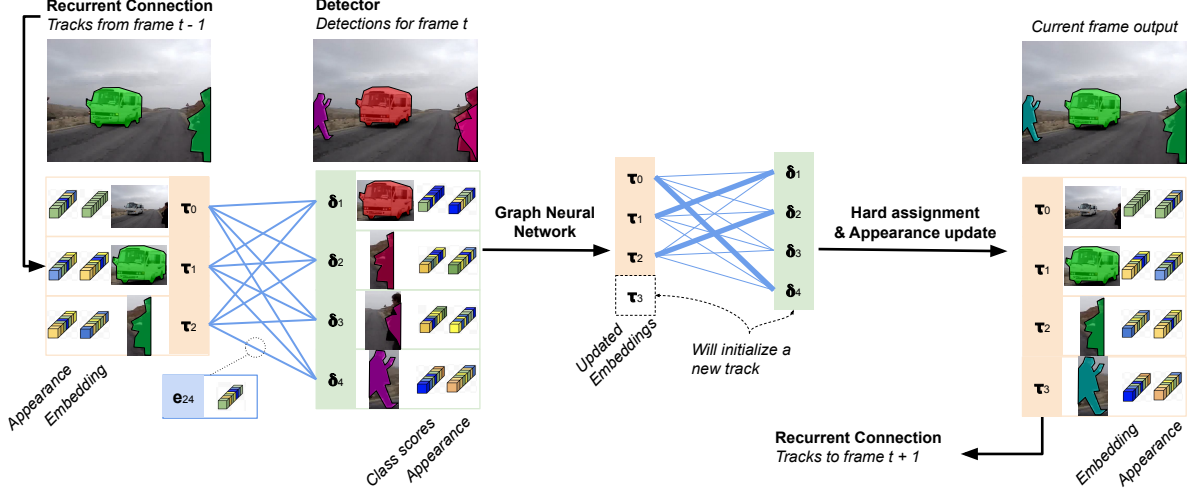 Recurrent Connection
Tracks from frame t - 1
Detector
Detections for frame t
Current frame output
τ0
τ1
τ2
Appearance
Embedding
e24
δ1
δ2
δ3
δ4
Class scores
Appearance
Graph Neural
Network
τ0
τ1
τ2
τ3
Updated
Embeddings
δ1
δ2
δ3
δ4
Will initialize a
new track
Hard assignment
& Appearance update
τ0
τ1
τ2
τ3
Embedding
Appearance
Recurrent Connection
Tracks to frame t + 1